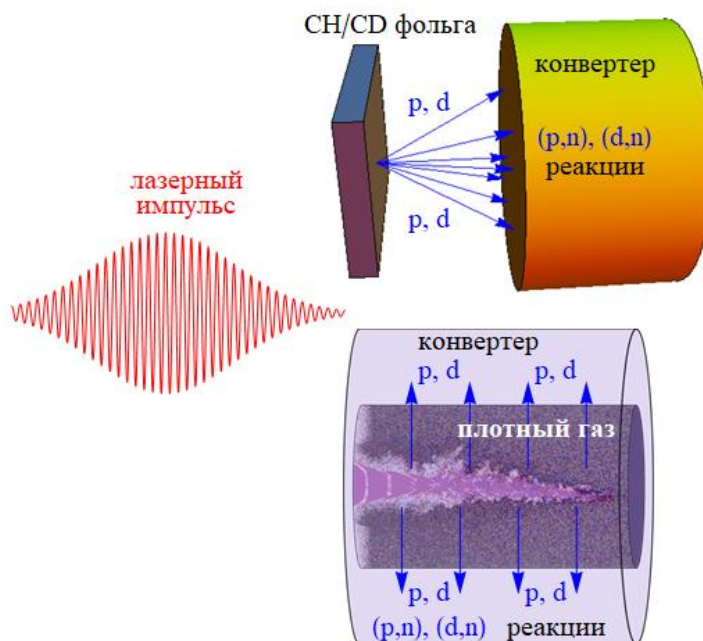 CH/CD фольга
конвертер
p, d
(p,n), (d,n)
реакции
p, d
лазерный
импульс
конвертер
p, d
p, d
плотный газ
p, d
p, d
(p,n), (d,n)
реакции